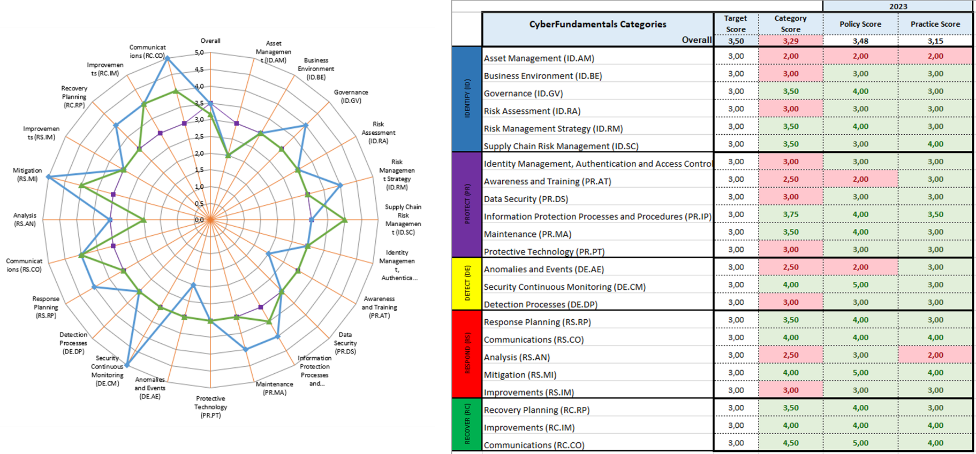 Overall
Asset
Managemen
t (ID.AM)
Business
Environment
(ID.BE)
Governance
(ID.GV)
Risk
Assessment
(ID.RA)
Risk
Managemen
t Strategy
(ID.RM)
Supply Chain
Risk
Managemen
t (ID.SC)
Identity
Managemen
t,
Authentica...
Awareness
and Training
(PR.AT)
Data
Security
(PR.DS)
Information
Protection
Processes
and...
Maintenance
(PR.MA)
Protective
Technology
(PR.PT)
Anomalies
and Events
(DE.AE)
Security
Continuous
Monitoring
(DE.CM)
Detection
Processes
(DE.DP)
Response
Planning
(RS.RP)
Communicat
ions (RS.CO)
Analysis
(RS.AN)
Mitigation
(RS.MI)
Improvemen
ts (RS.IM)
Recovery
Planning
(RC.RP)
Improvemen
ts (RC.IM)
Communicat
ions (RC.CO)
5,0
4,5
4,0
3,5
3,0
2,5
2,0
1,5
1,0
0,5
0,0
2023
CyberFundamentals Categories Target Score Category Score Policy Score Practice Score
Overall 3,50 3,29 3,48 3,15
IDENTIFY (ID)
Asset Management (ID.AM) 3,00 2,00 2,00 2,00
Business Environment (ID.BE) 3,00 3,00 3,00 3,00
Governance (ID.GV) 3,00 3,50 4,00 3,00
Risk Assessment (ID.RA) 3,00 3,00 3,00 3,00
Risk Management Strategy (ID.RM) 3,00 3,50 4,00 3,00
Supply Chain Risk Management (ID.SC) 3,00 3,50 3,00 4,00
PROTECT (PR)
Identity Management, Authentication and Access Control 3,00 3,00 3,00 3,00
Awareness and Training (PR.AT) 3,00 2,50 2,00 3,00
Data Security (PR.DS) 3,00 3,00 3,00 3,00
Information Protection Processes and Procedures (PR.IP) 3,00 3,75 4,00 3,50
Maintenance (PR.MA) 3,00 3,50 4,00 3,00
Protective Technology (PR.PT) 3,00 3,00 3,00 3,00
DETECT (DE)
Anomalies and Events (DE.AE) 3,00 2,50 2,00 3,00
Security Continuous Monitoring (DE.CM) 3,00 4,00 5,00 3,00
Detection Processes (DE.DP) 3,00 3,00 3,00 3,00
RESPOND (RS)
Response Planning (RS.RP) 3,00 3,50 4,00 3,00
Communications (RS.CO) 3,00 4,00 4,00 4,00
Analysis (RS.AN) 3,00 2,50 3,00 2,00
Mitigation (RS.MI) 3,00 4,00 5,00 4,00
Improvements (RS.IM) 3,00 3,00 3,00 3,00
RECOVER (RC)
Recovery Planning (RC.RP) 3,00 3,50 4,00 3,00
Improvements (RC.IM) 3,00 4,00 4,00 4,00
Communications (RC.CO) 3,00 4,50 5,00 4,00